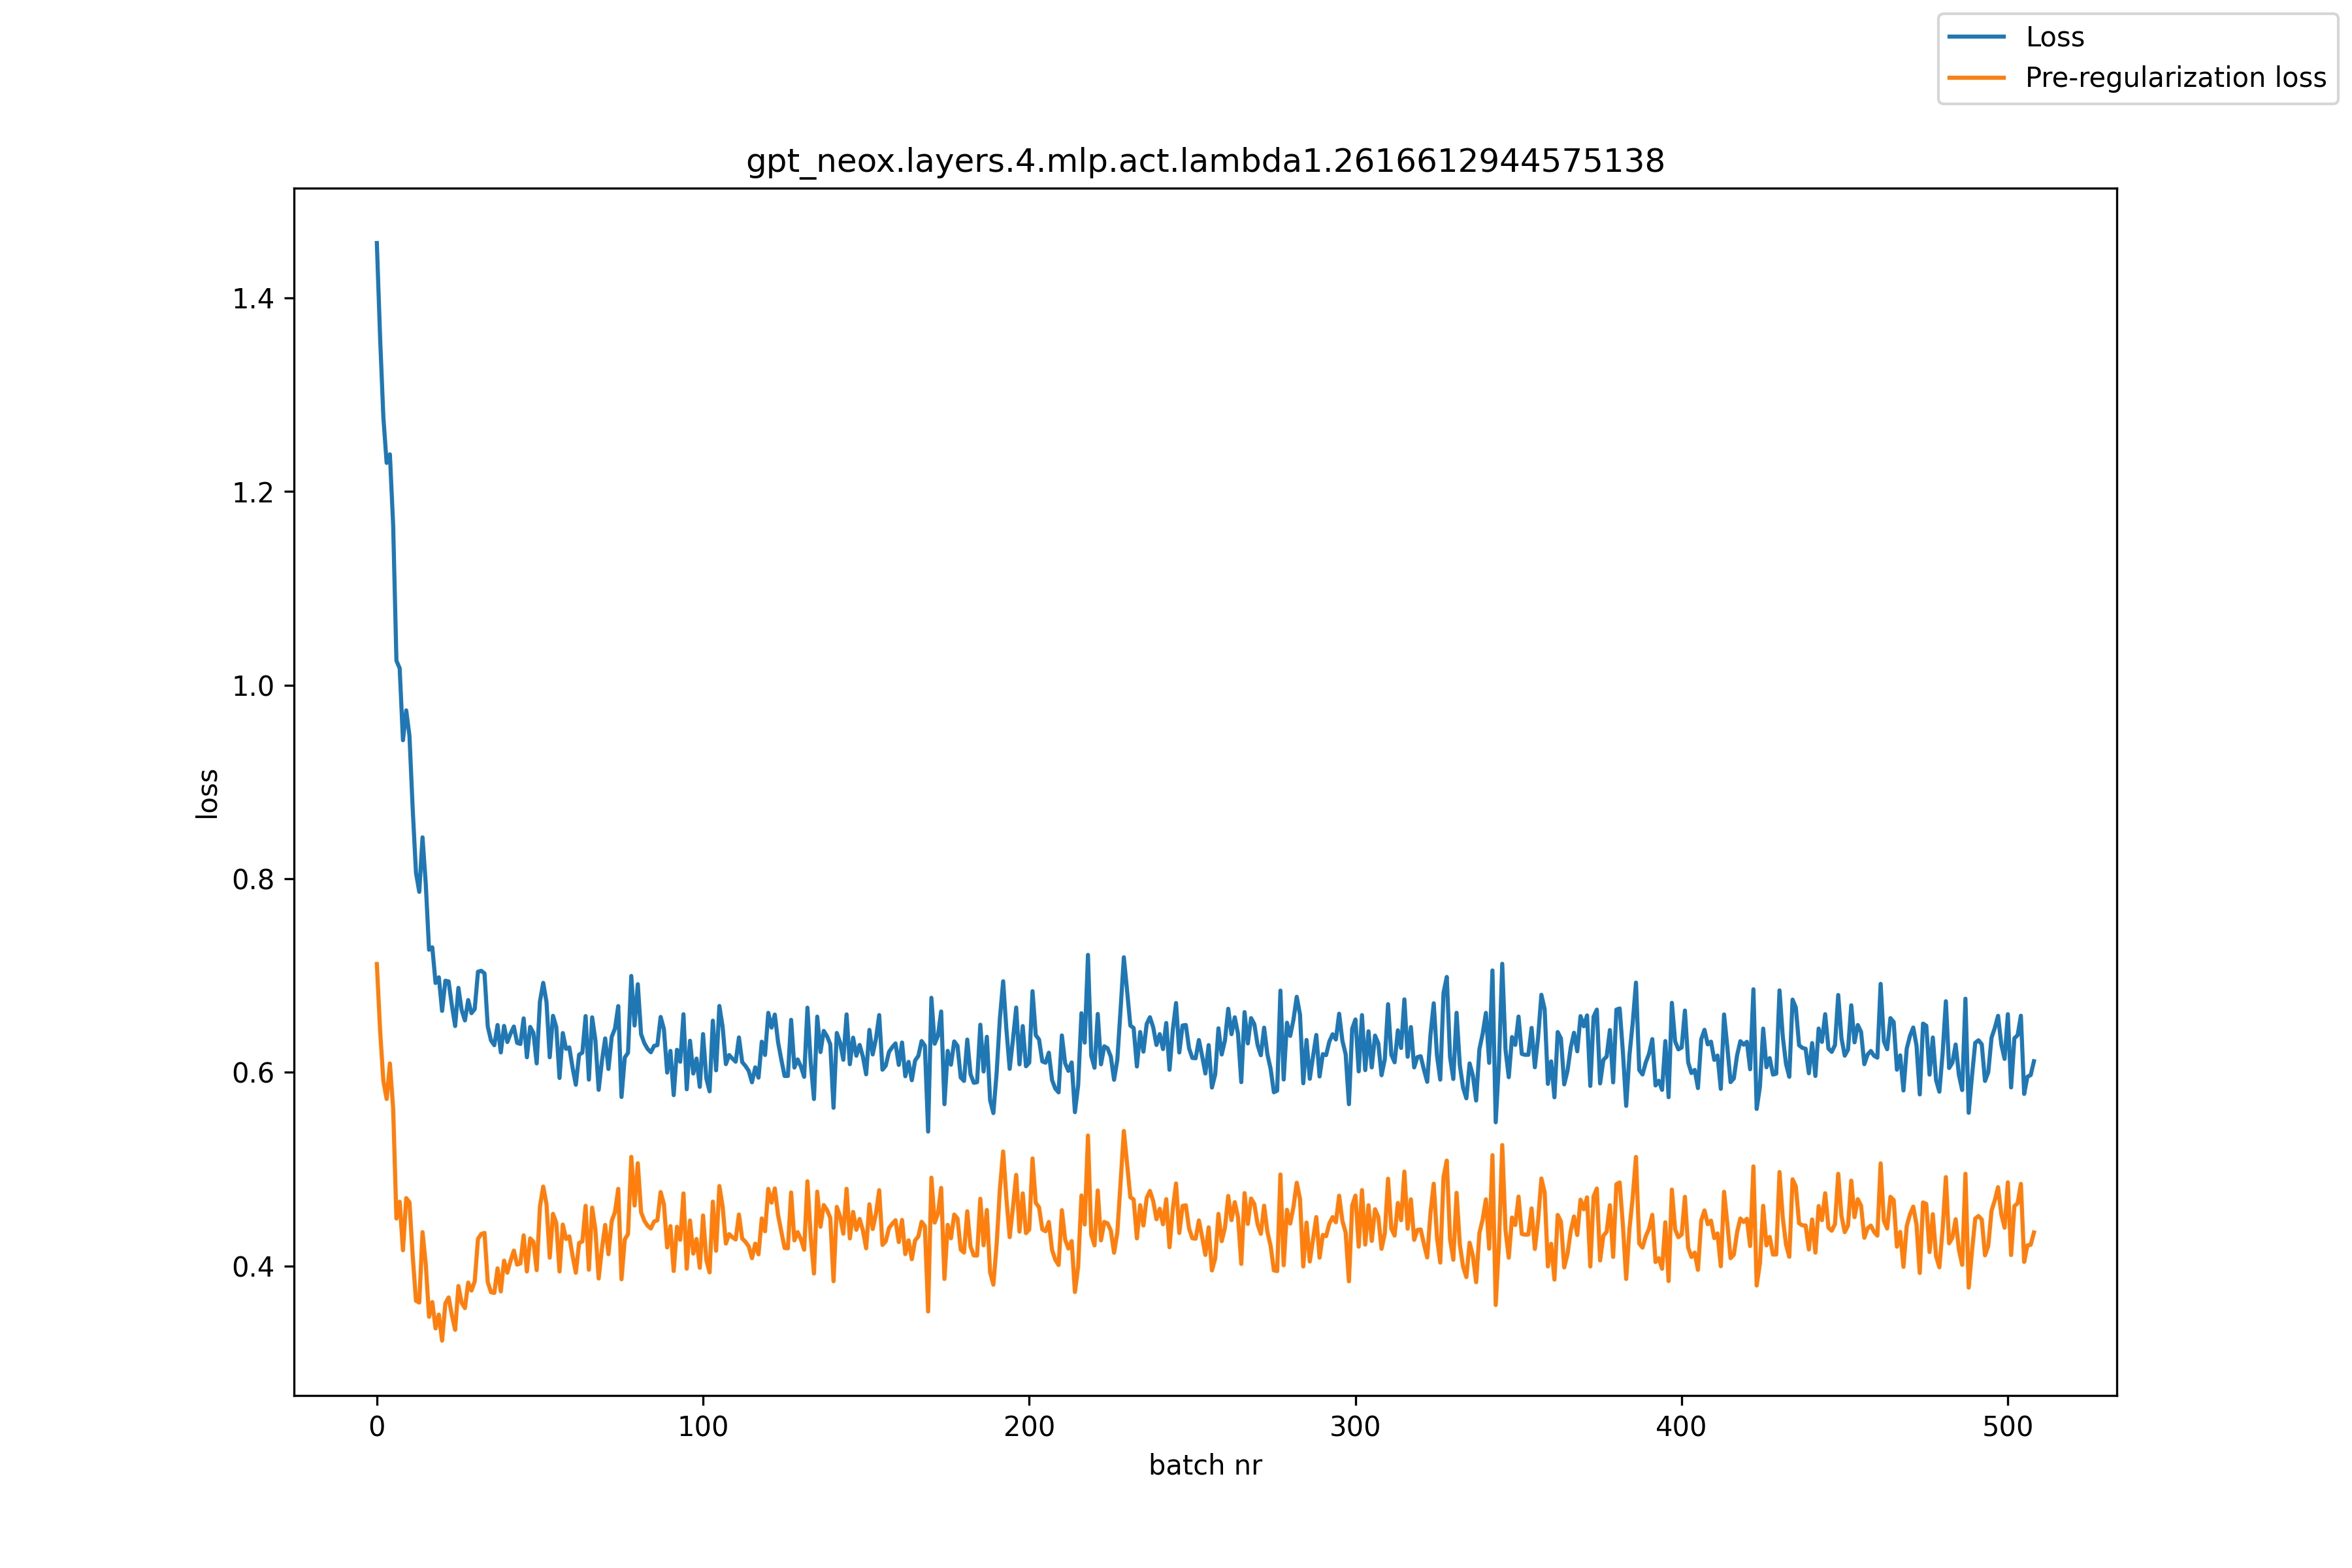 Loss
Pre-regularization loss
gpt_neox.layers.4.mlp.act.lambda1.2616612944575138
1.4
1.2
1.0
0.8
0.6
0.4
loss
0 100 200 300 400 500
batch nr